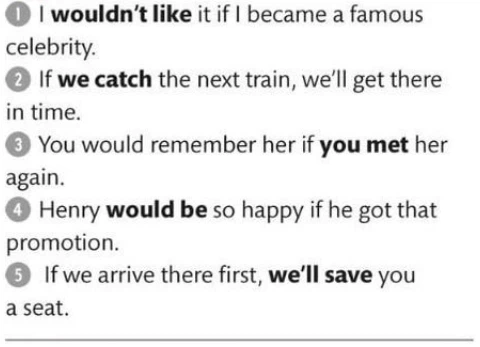 1 I wouldn't like it if I became a famous
celebrity.
2 If we catch the next train, we'll get there
in time.
3 You would remember her if you met her
again.
4 Henry would be so happy if he got that
promotion.
5 If we arrive there first, we'll save you
a seat.